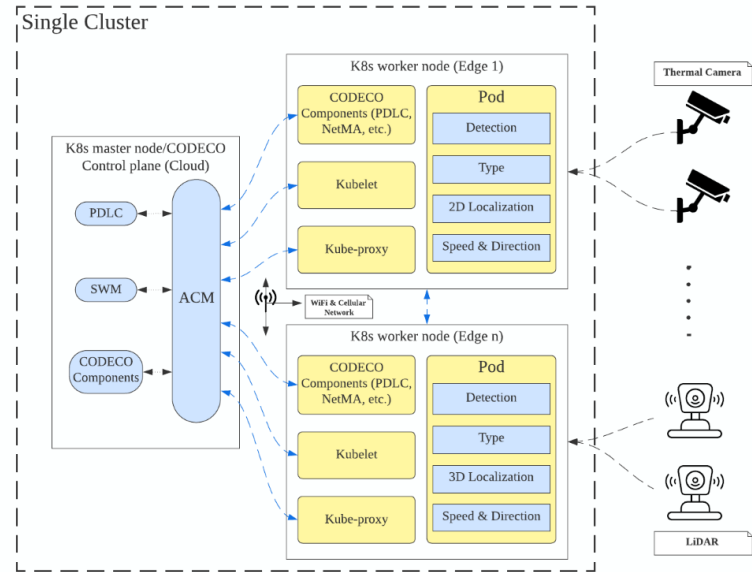 Single Cluster
K8s master node/CODECO
Control plane (Cloud)
PDLC
SWM
CODECO
Components
ACM
K8s worker node (Edge 1)
CODECO
Components (PDLC,
NetMA, etc.)
Kubelet
Kube-proxy
Pod
Detection
Type
2D Localization
Speed & Direction
WiFi & Cellular
Network
K8s worker node (Edge n)
CODECO
Components (PDLC,
NetMA, etc.)
Kubelet
Kube-proxy
Pod
Detection
Type
3D Localization
Speed & Direction
Thermal Camera
LiDAR